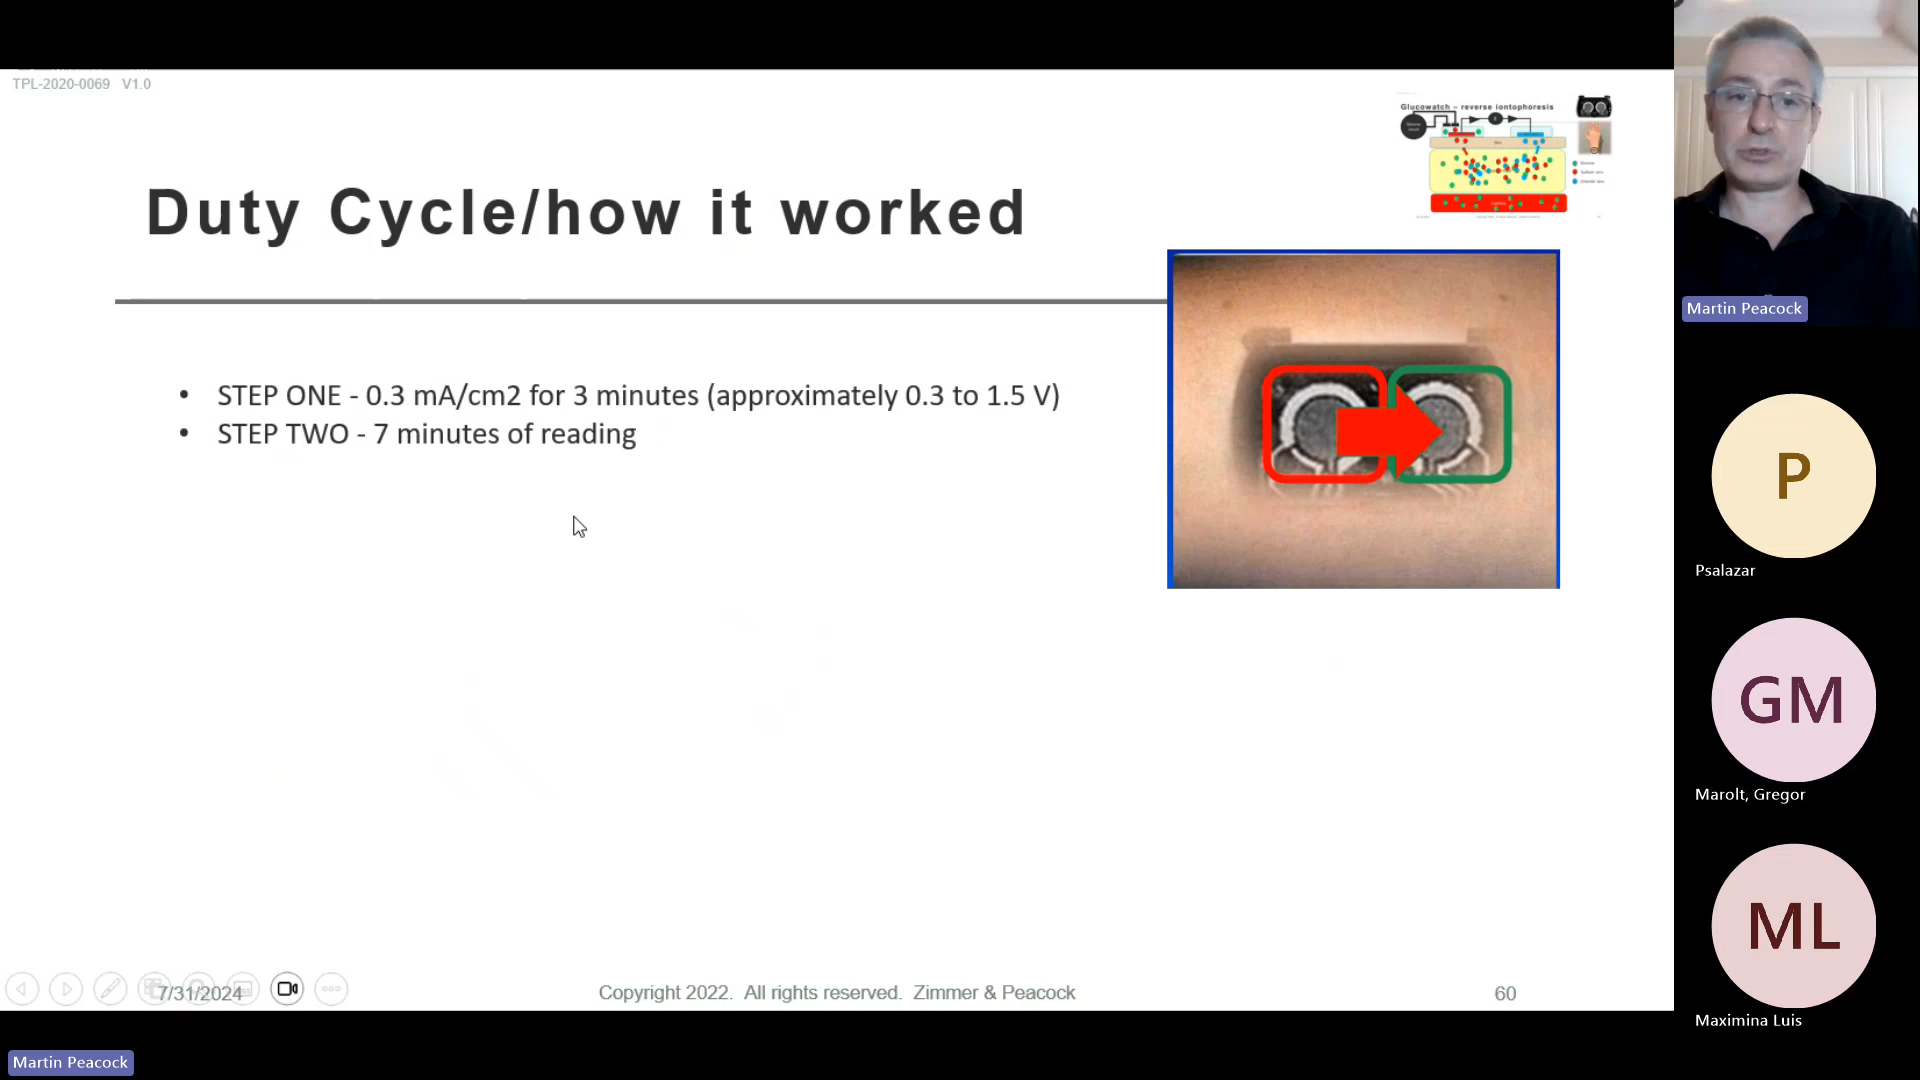 TPL-2020-0069 V1.0
Glucowatch – reverse iontophoresis
Duty Cycle/how it worked
Martin Peacock
• STEP ONE - 0.3 mA/cm2 for 3 minutes (approximately 0.3 to 1.5 V)
• STEP TWO - 7 minutes of reading
P
Psalazar
GM
Marolt, Gregor
ML
Maximina Luis
7/31/2024
Copyright 2022. All rights reserved. Zimmer & Peacock
60
Martin Peacock